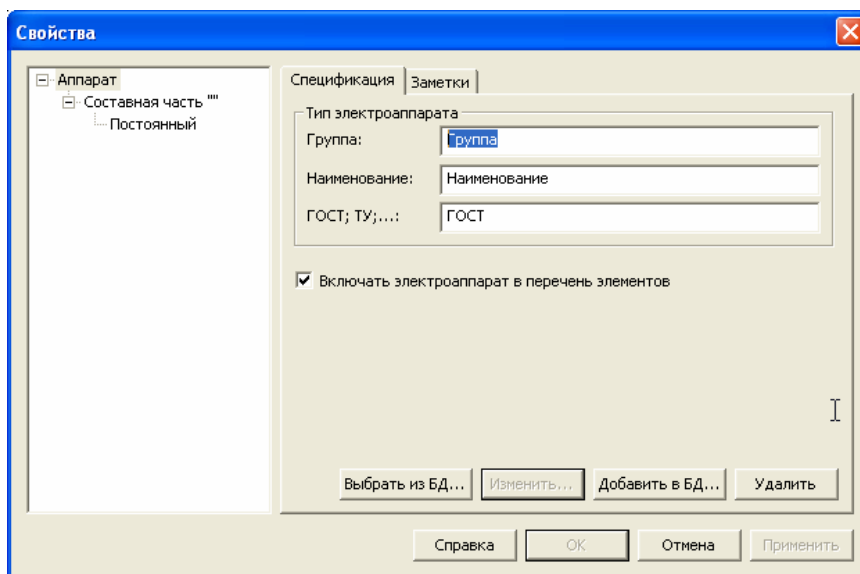 Свойства
Аппарат
Составная часть ""
Постоянный
Спецификация
Заметки
Тип электроаппарата
Группа:
Группа
Наименование:
Наименование
ГОСТ; ТУ;...:
ГОСТ
Включать электроаппарат в перечень элементов
Выбрать из БД...
Изменить...
Добавить в БД...
Удалить
Справка
OK
Отмена
Применить